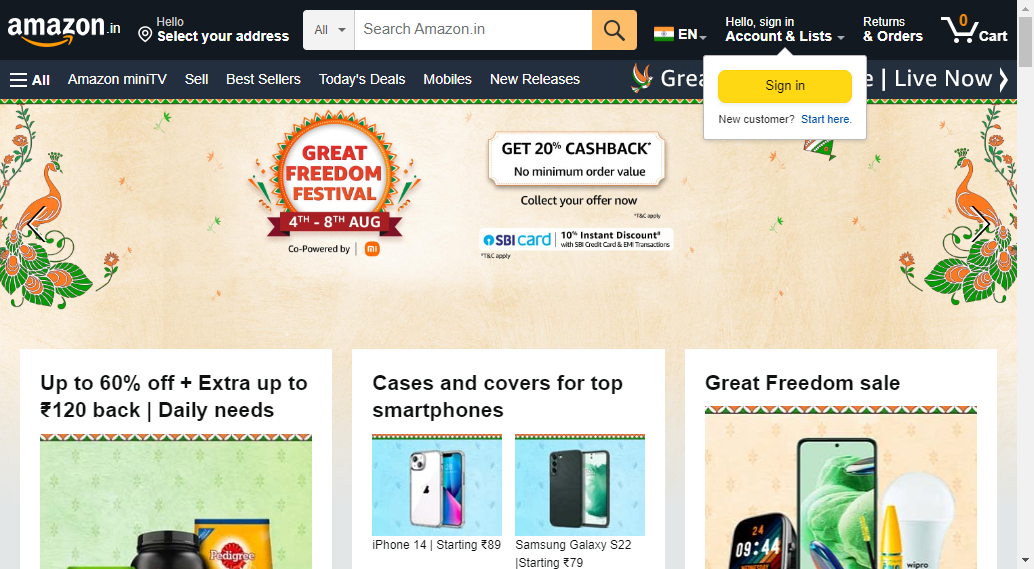 amazon.in
Hello
Select your address
All
Search Amazon.in
EN
Hello, sign in
Account & Lists
Returns
& Orders
0
Cart
All
Amazon miniTV
Sell
Best Sellers
Today's Deals
Mobiles
New Releases
| Live Now
Sign in
New customer? Start here.
GREAT
FREEDOM
FESTIVAL
4TH - 8TH AUG
Co-Powered by
mi
GET 20% CASHBACK*
No minimum order value
Collect your offer now
*T&C apply
SBI card
10% Instant Discount*
with SBI Credit Card & EMI Transactions
*T&C apply
Up to 60% off + Extra up to
₹120 back | Daily needs
Cases and covers for top
smartphones
Great Freedom sale
iPhone 14 | Starting ₹89
Samsung Galaxy S22
|Starting ₹79
Pedigree
24
09:44
wipro